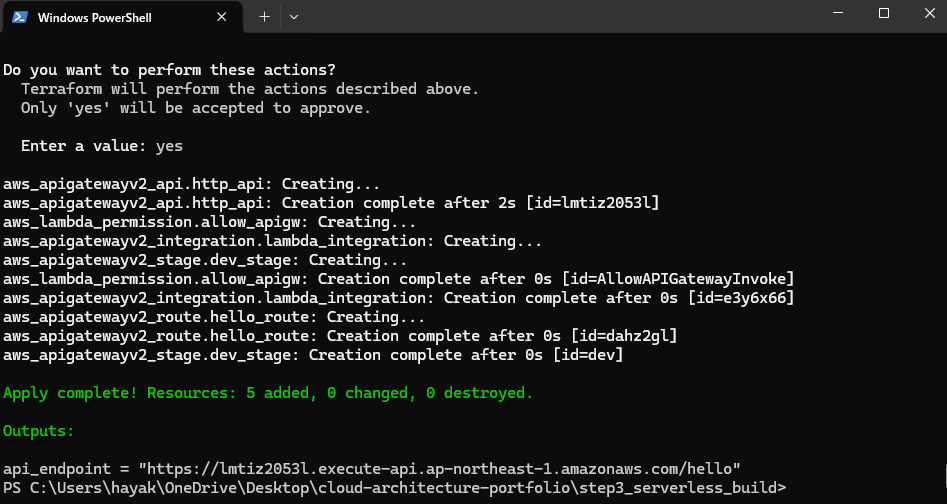 Windows PowerShell
Do you want to perform these actions?
Terraform will perform the actions described above.
Only 'yes' will be accepted to approve.
Enter a value: yes
aws_apigatewayv2_api.http_api: Creating...
aws_apigatewayv2_api.http_api: Creation complete after 2s [id=lmtiz2053l]
aws_lambda_permission.allow_apigw: Creating...
aws_apigatewayv2_integration.lambda_integration: Creating...
aws_apigatewayv2_stage.dev_stage: Creating...
aws_lambda_permission.allow_apigw: Creation complete after 0s [id=AllowAPIGatewayInvoke]
aws_apigatewayv2_integration.lambda_integration: Creation complete after 0s [id=e3y6x66]
aws_apigatewayv2_route.hello_route: Creating...
aws_apigatewayv2_route.hello_route: Creation complete after 0s [id=dahz2gl]
aws_apigatewayv2_stage.dev_stage: Creation complete after 0s [id=dev]
Apply complete! Resources: 5 added, 0 changed, 0 destroyed.
Outputs:
api_endpoint = "https://lmtiz2053l.execute-api.ap-northeast-1.amazonaws.com/hello"
PS C:\Users\hayak\OneDrive\Desktop\cloud-architecture-portfolio\step3_serverless_build>